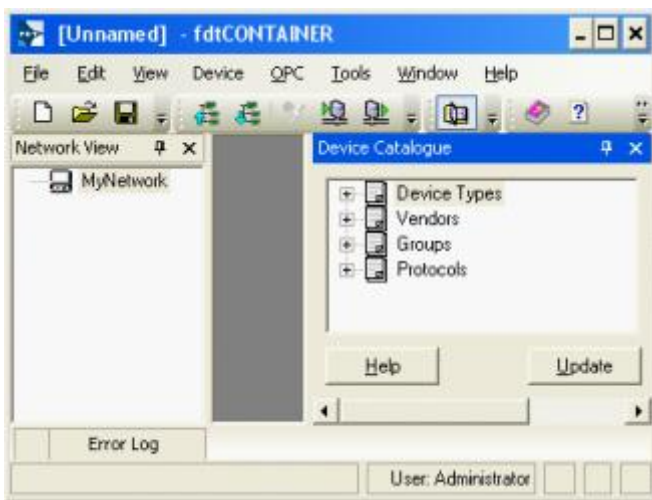 [Unnamed] - fdtCONTAINER
File Edit View Device OPC Tools Window Help
Network View
MyNetwork
Device Catalogue
Device Types
Vendors
Groups
Protocols
Help Update
Error Log
User: Administrator